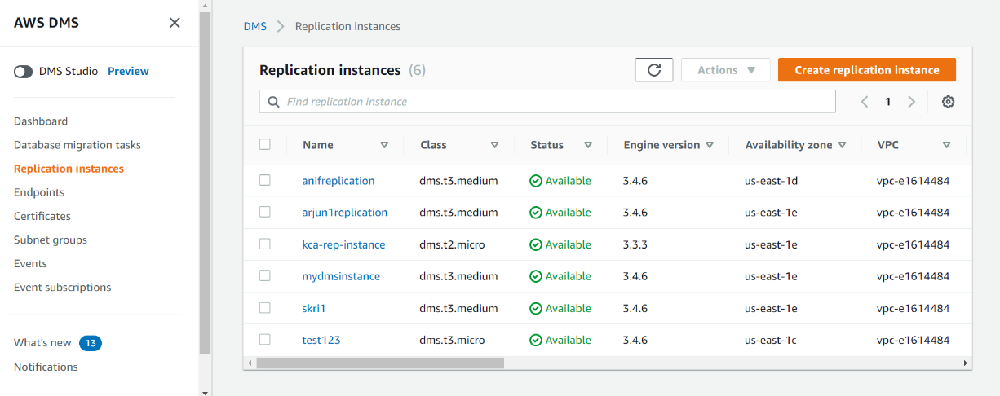 AWS DMS
DMS Studio Preview
Dashboard
Database migration tasks
Replication instances
Endpoints
Certificates
Subnet groups
Events
Event subscriptions
What's new 13
Notifications
DMS Replication instances
Replication instances (6) Actions Create replication instance
Find replication instance 1
Name Class Status Engine version Availability zone VPC
anifreplication dms.t3.medium Available 3.4.6 us-east-1d vpc-e1614484
arjun1replication dms.t3.medium Available 3.4.6 us-east-1e vpc-e1614484
kca-rep-instance dms.t2.micro Available 3.3.3 us-east-1e vpc-e1614484
mydmsinstance dms.t3.medium Available 3.4.6 us-east-1e vpc-e1614484
skri1 dms.t3.medium Available 3.4.6 us-east-1e vpc-e1614484
test123 dms.t3.micro Available 3.4.6 us-east-1c vpc-e1614484